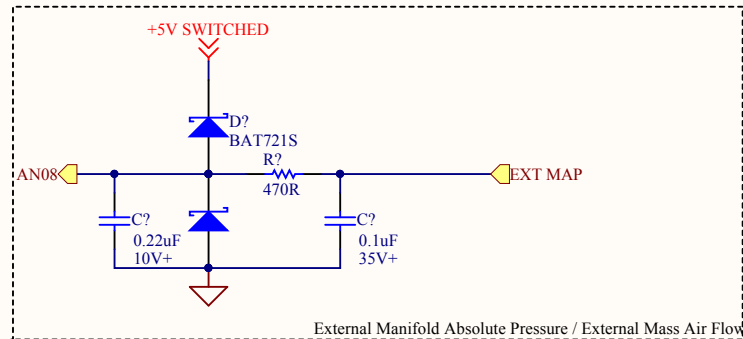 +5V SWITCHED
D?
BAT721S
AN08
R?
470R
EXT MAP
C?
0.22uF
10V+
C?
0.1uF
35V+
External Manifold Absolute Pressure / External Mass Air Flow